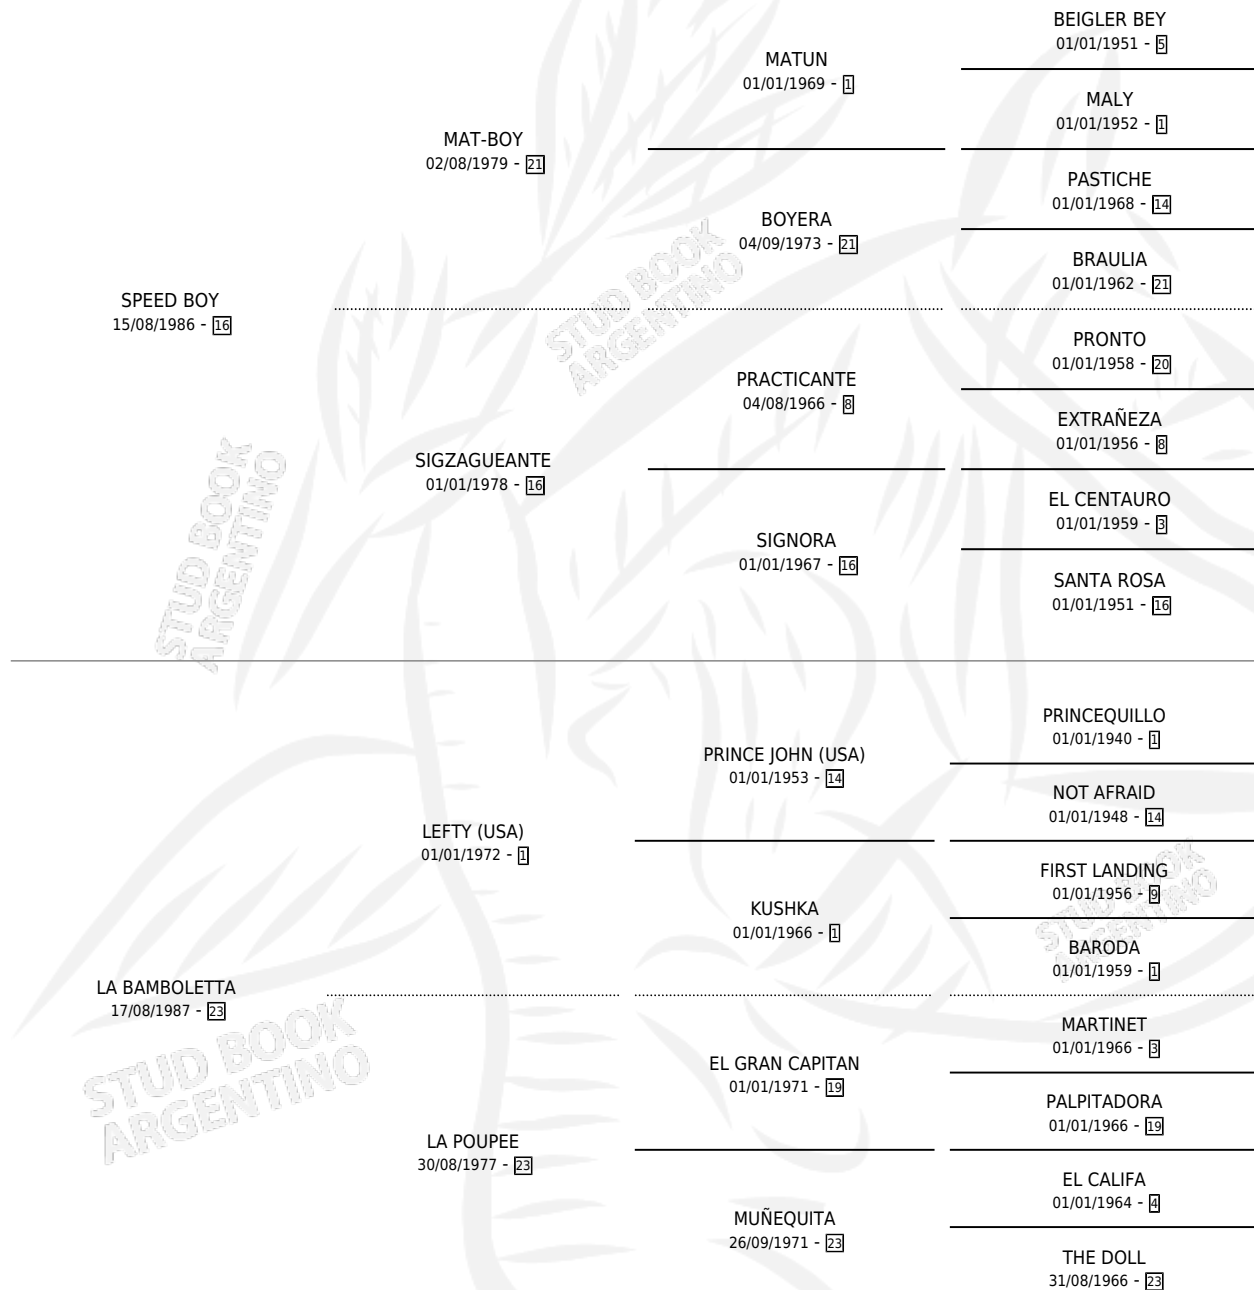 BEIGLER BEY
01/01/1951 - 5
MATUN
01/01/1969 - 1
MALY
01/01/1952 - 1
MAT-BOY
02/08/1979 - 21
PASTICHE
01/01/1968 - 14
BOYERA
04/09/1973 - 21
BRAULIA
01/01/1962 - 21
SPEED BOY
15/08/1986 - 16
PRONTO
01/01/1958 - 20
PRACTICANTE
04/08/1966 - 8
EXTRAÑEZA
01/01/1956 - 8
SIGZAGUEANTE
01/01/1978 - 16
EL CENTAURO
01/01/1959 - 3
SIGNORA
01/01/1967 - 16
SANTA ROSA
01/01/1951 - 16
PRINCEQUILLO
01/01/1940 - 1
PRINCE JOHN (USA)
01/01/1953 - 14
NOT AFRAID
01/01/1948 - 14
LEFTY (USA)
01/01/1972 - 1
FIRST LANDING
01/01/1956 - 9
KUSHKA
01/01/1966 - 1
BARODA
01/01/1959 - 1
LA BAMBOLETTA
17/08/1987 - 23
MARTINET
01/01/1966 - 3
EL GRAN CAPITAN
01/01/1971 - 19
PALPITADORA
01/01/1966 - 19
LA POUPEE
30/08/1977 - 23
EL CALIFA
01/01/1964 - 4
MUÑEQUITA
26/09/1971 - 23
THE DOLL
31/08/1966 - 23
STUD BOOK
ARGENTINO
STUD BOOK
ARGENTINO
STUD BOOK
ARGENTINO
STUD BOOK
ARGENTINO